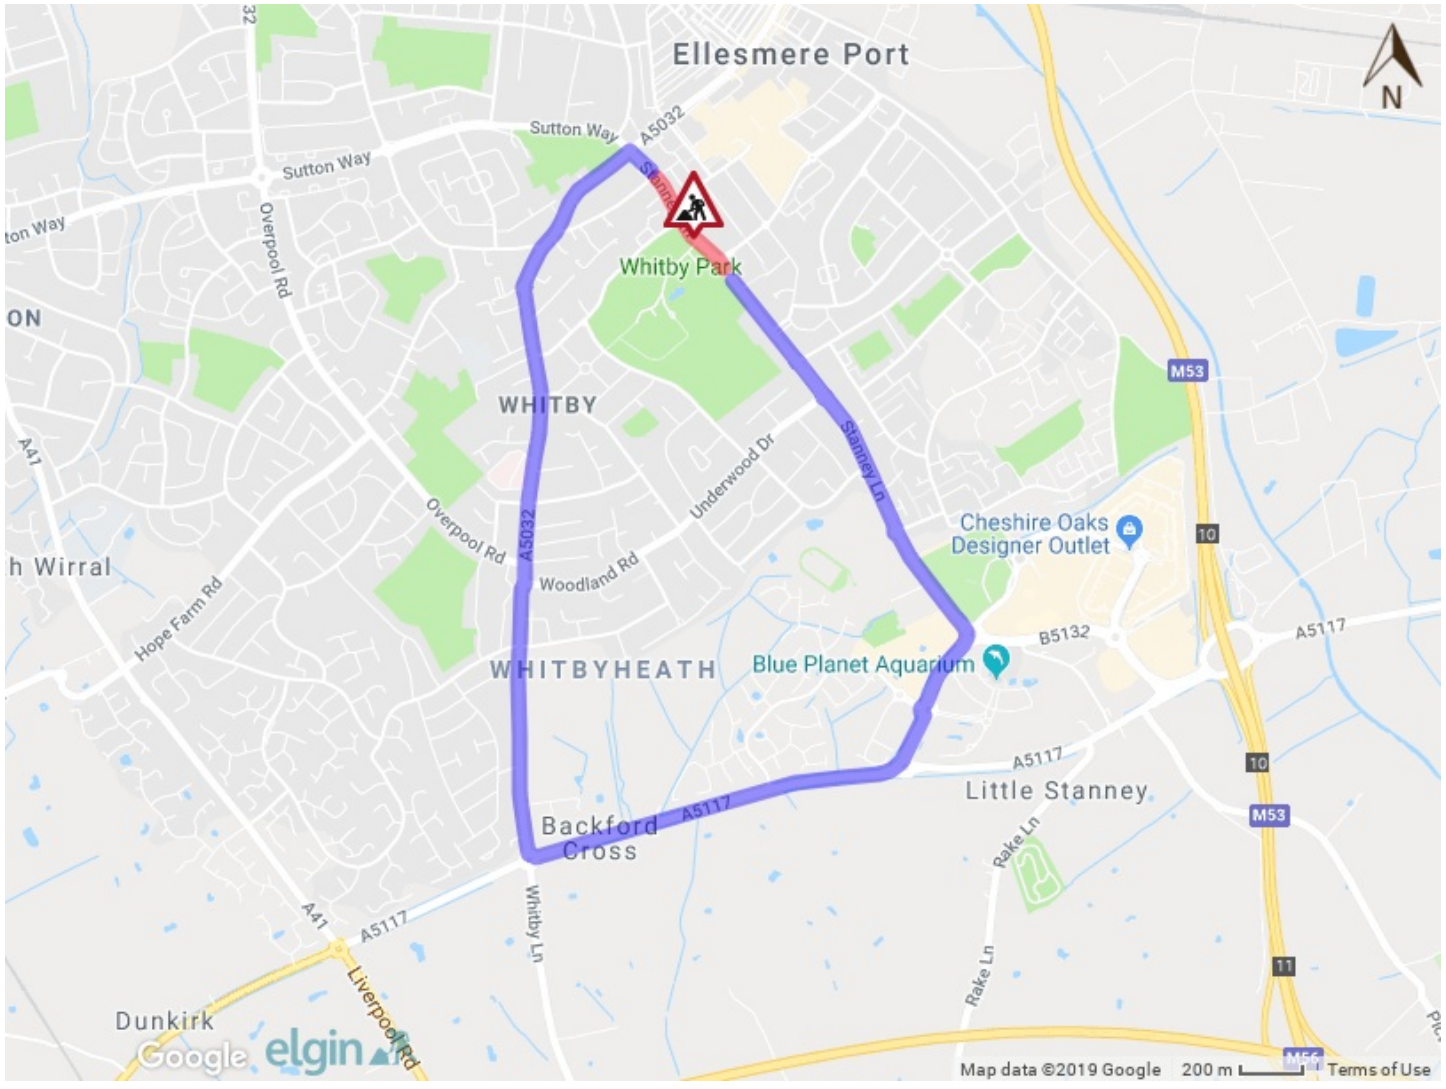 32
Ellesmere Port
N
Sutton Way
A5032
Sutton Way
Stanne
ton Way
Overpool Rd
Whitby Park
ON
M53
WHITBY
A41
Stanney Ln
Underwood Dr
Overpool Rd
A5032
Cheshire Oaks
Designer Outlet
10
h Wirral
Woodland Rd
Hope Farm Rd
B5132
A5117
WHITBYHEATH
Blue Planet Aquarium
A5117
10
Little Stanney
A5117
M53
Backford
Cross
Rake Ln
A41
A5117
Whitby Ln
Rake Ln
11
Liverpool Rd
Dunkirk
Google
elgin
M56
Map data ©2019 Google
200 m
Terms of Use